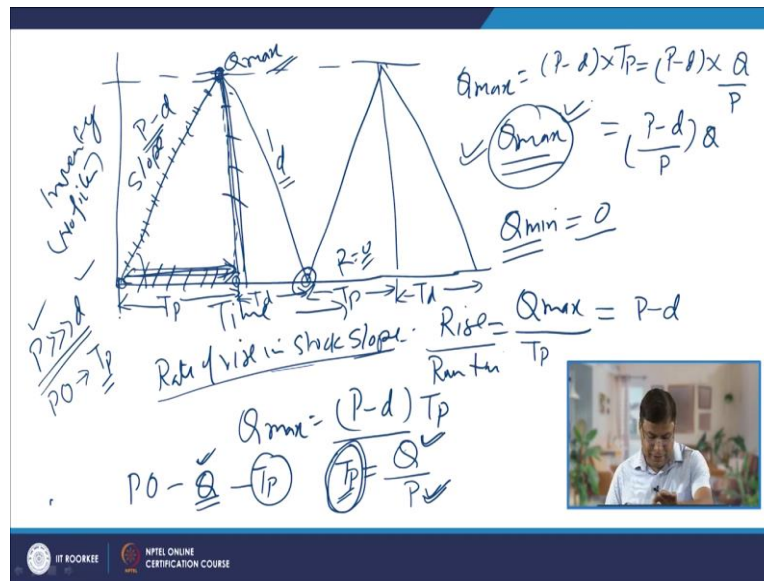 Qmax
Qmax = (P-d) × Tp = (P-d) × Q/P
P-d
slope
d
Qmax = (P-d/P) Q
Inventory
Qmin = 0
R=0
Tp
Td
Tp
Td
Time
P>>>d
PO → Tp
Rate of rise in stock slope. Rise/Run = Qmax/Tp = P-d
Qmax = (P-d) Tp
PO - Q - Tp
Tp = Q/P
IIT ROORKEE
NPTEL ONLINE
CERTIFICATION COURSE